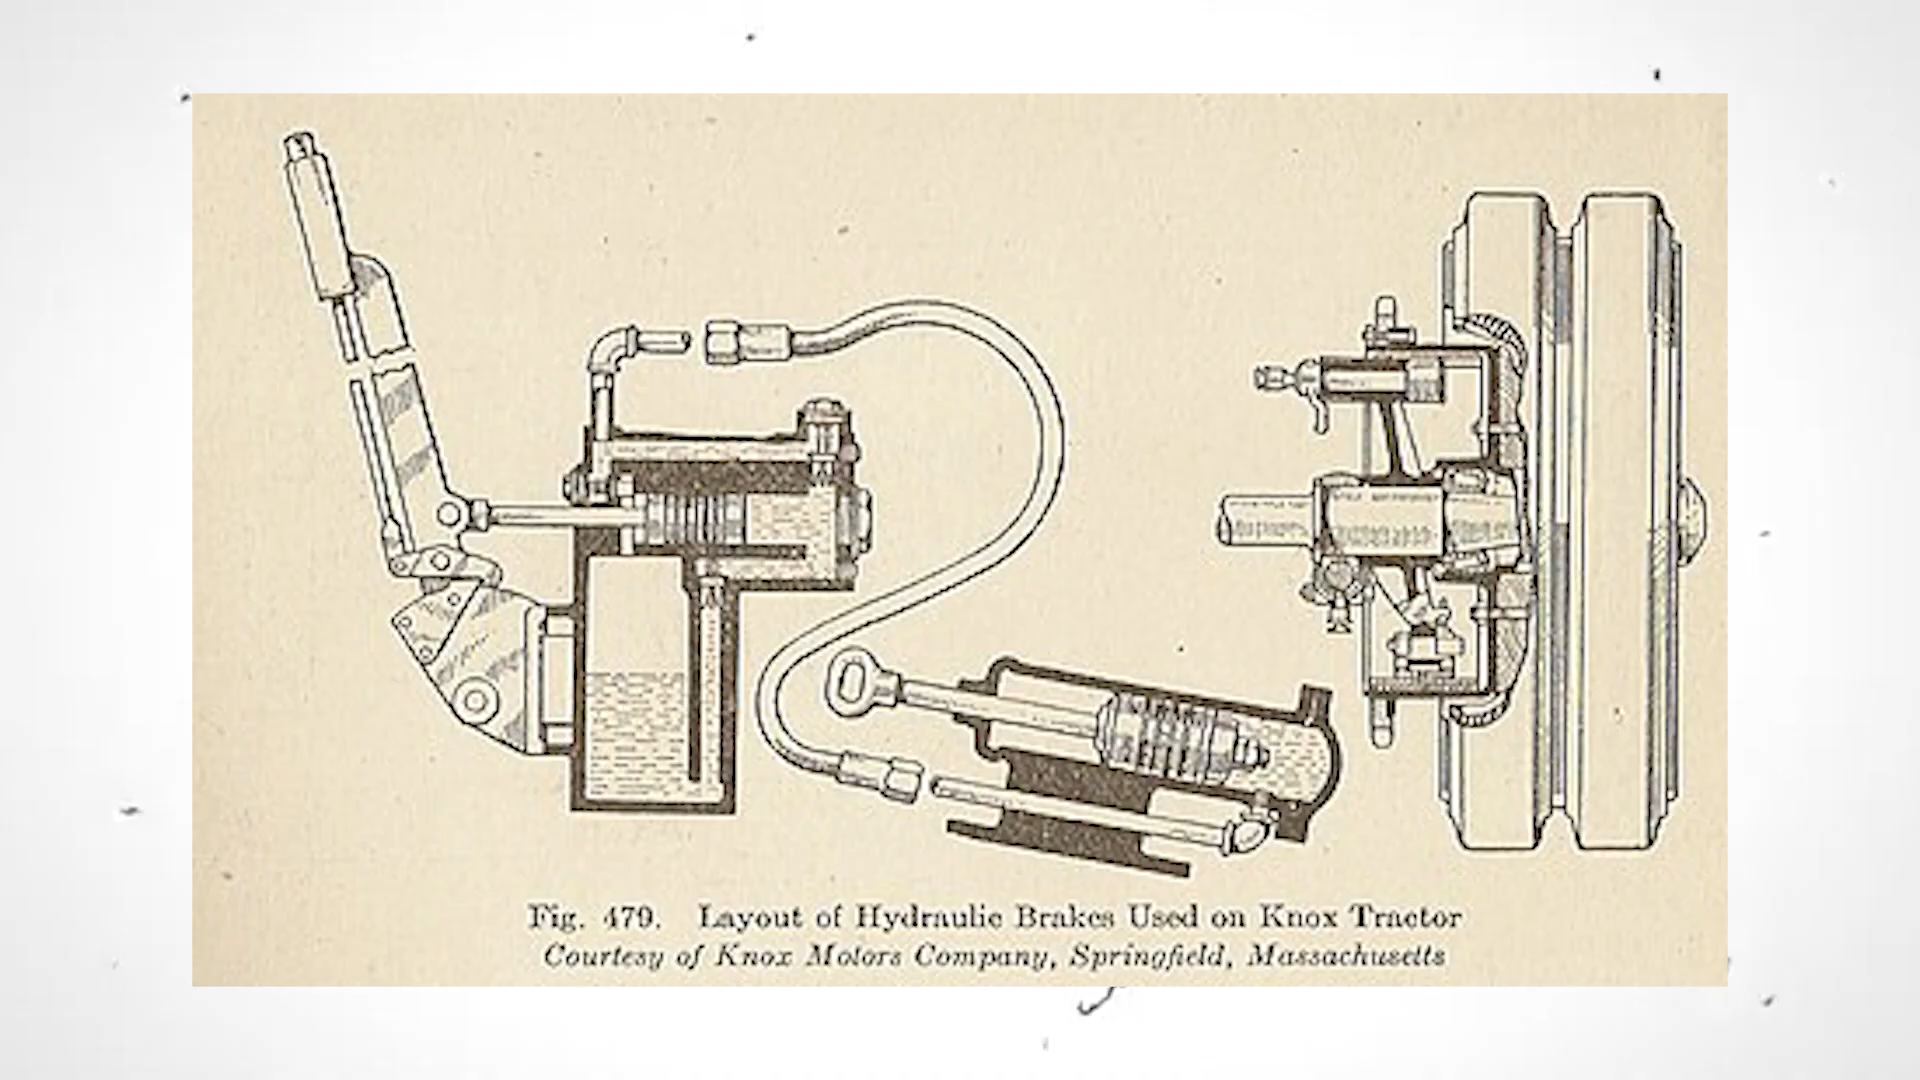 Fig. 479. Layout of Hydraulic Brakes Used on Knox Tractor
Courtesy of Knox Motors Company, Springfield, Massachusetts